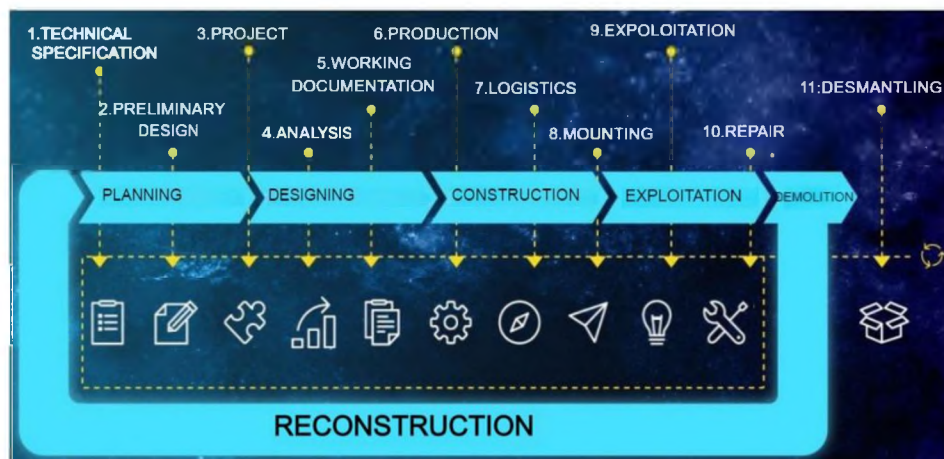 1.TECHNICAL
SPECIFICATION
3.PROJECT
6.PRODUCTION
9.EXPOLOITATION
5.WORKING
DOCUMENTATION
7.LOGISTICS
11:DESMANTLING
2.PRELIMINARY
DESIGN
4.ANALYSIS
8.MOUNTING
10.REPAIR
PLANNING
DESIGNING
CONSTRUCTION
EXPLOITATION
DEMOLITION
RECONSTRUCTION